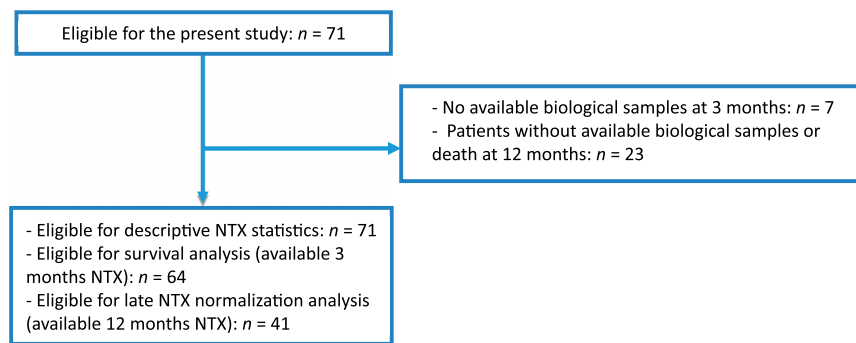 Eligible for the present study: n = 71
- No available biological samples at 3 months: n = 7
- Patients without available biological samples or
death at 12 months: n = 23
- Eligible for descriptive NTX statistics: n = 71
- Eligible for survival analysis (available 3
months NTX): n = 64
- Eligible for late NTX normalization analysis
(available 12 months NTX): n = 41